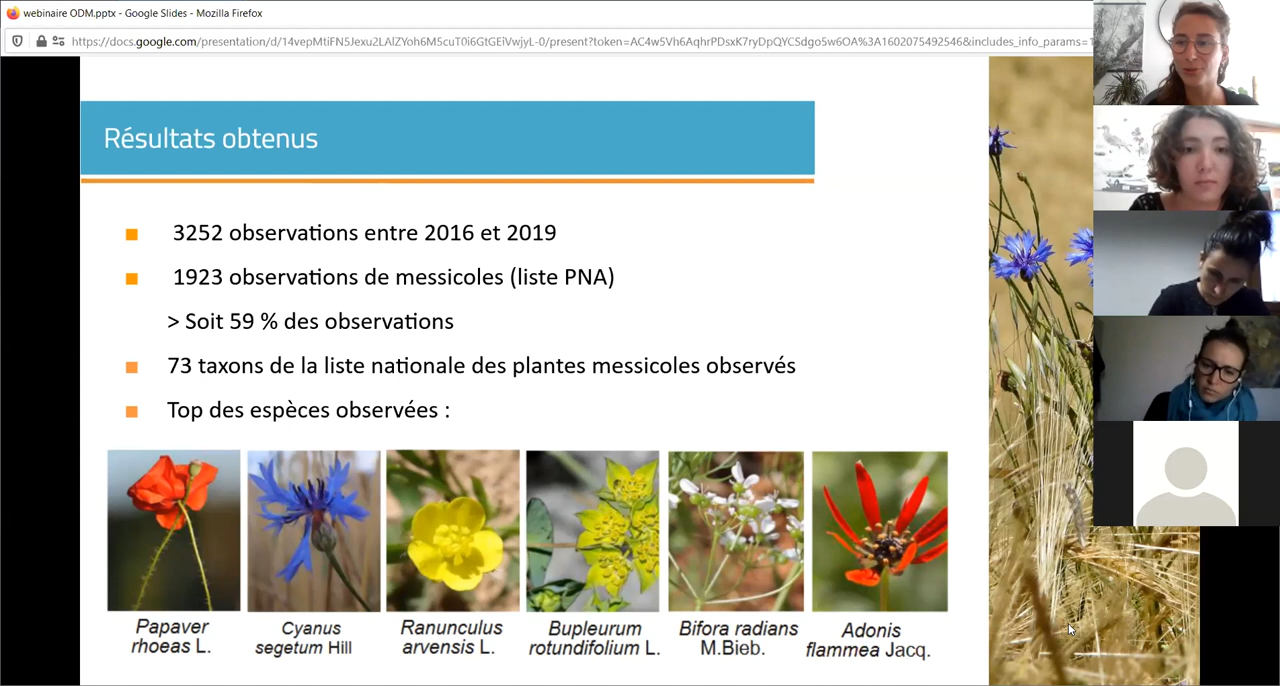 webinaire ODM.pptx - Google Slides - Mozilla Firefox
https://docs.google.com/presentation/d/14vepMtiFN5Jexu2LAlZYoh6M5cuT0i6GtGEiVwjyL-0/present?token=AC4w5Vh6AqhrPDsxK7ryDpQYCSdgo5w6OA%3A1602075492546&includes_info_params=1
Résultats obtenus
3252 observations entre 2016 et 2019
1923 observations de messicoles (liste PNA)
> Soit 59 % des observations
73 taxons de la liste nationale des plantes messicoles observés
Top des espèces observées :
Papaver
rhoeas L.
Cyanus
segetum Hill
Ranunculus
arvensis L.
Bupleurum
rotundifolium L.
Bifora radians
M.Bieb.
Adonis
flammea Jacq.